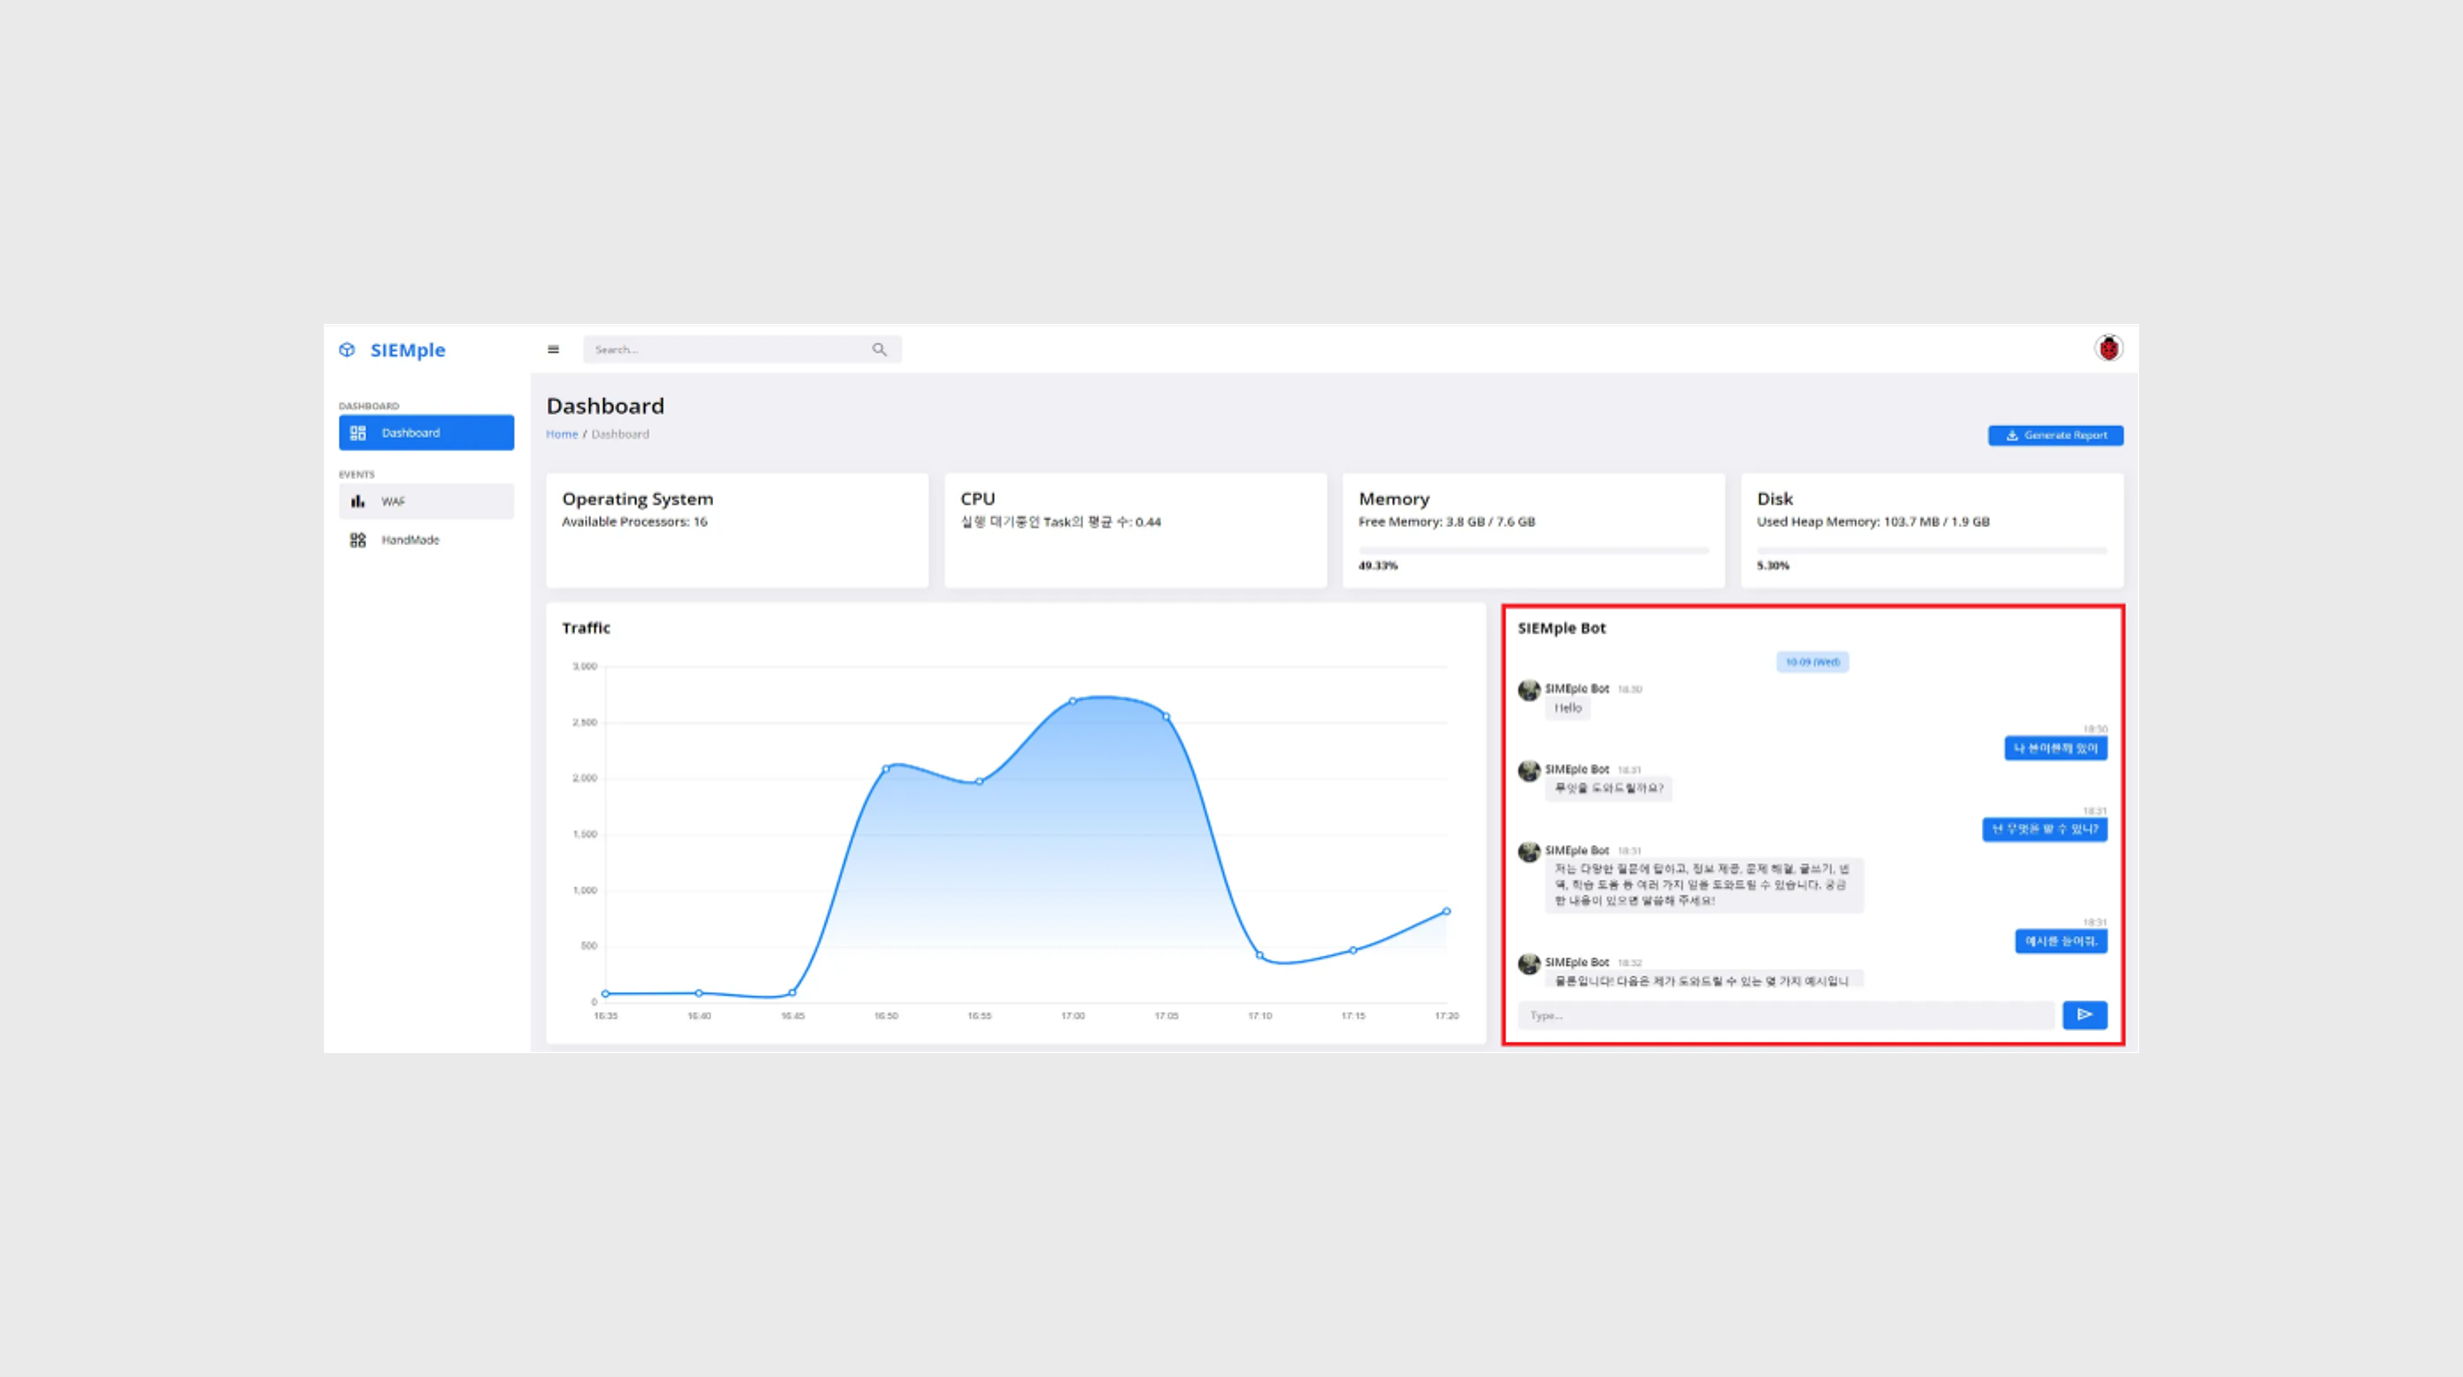 SIEMple
Search...
DASHBOARD
Dashboard
EVENTS
WAF
HandMade
Dashboard
Home / Dashboard
Generate Report
Operating System
Available Processors: 16
CPU
실행 대기중인 Task의 평균 수: 0.44
Memory
Free Memory: 3.8 GB / 7.6 GB
49.33%
Disk
Used Heap Memory: 103.7 MB / 1.9 GB
5.30%
Traffic
3,000
2,500
2,000
1,500
1,000
500
0
16:35 16:40 16:45 16:50 16:55 17:00 17:05 17:10 17:15 17:20
SIEMple Bot
10-09 (Wed)
SIMEple Bot 18:30
Hello
18:30
나 있어
SIMEple Bot 18:31
무엇을 도와드릴까요?
18:31
넌 무엇을 할 수 있니?
SIMEple Bot 18:31
저는 다양한 질문에 답하고, 정보 제공, 문제 해결, 글쓰기, 번
역, 학습 도움 등 여러 가지 일을 도와드릴 수 있습니다. 궁금
한 내용이 있으면 말씀해 주세요!
18:31
예시를 들어줘.
SIMEple Bot 18:32
물론입니다! 다음은 제가 도와드릴 수 있는 몇 가지 예시입니
Type...